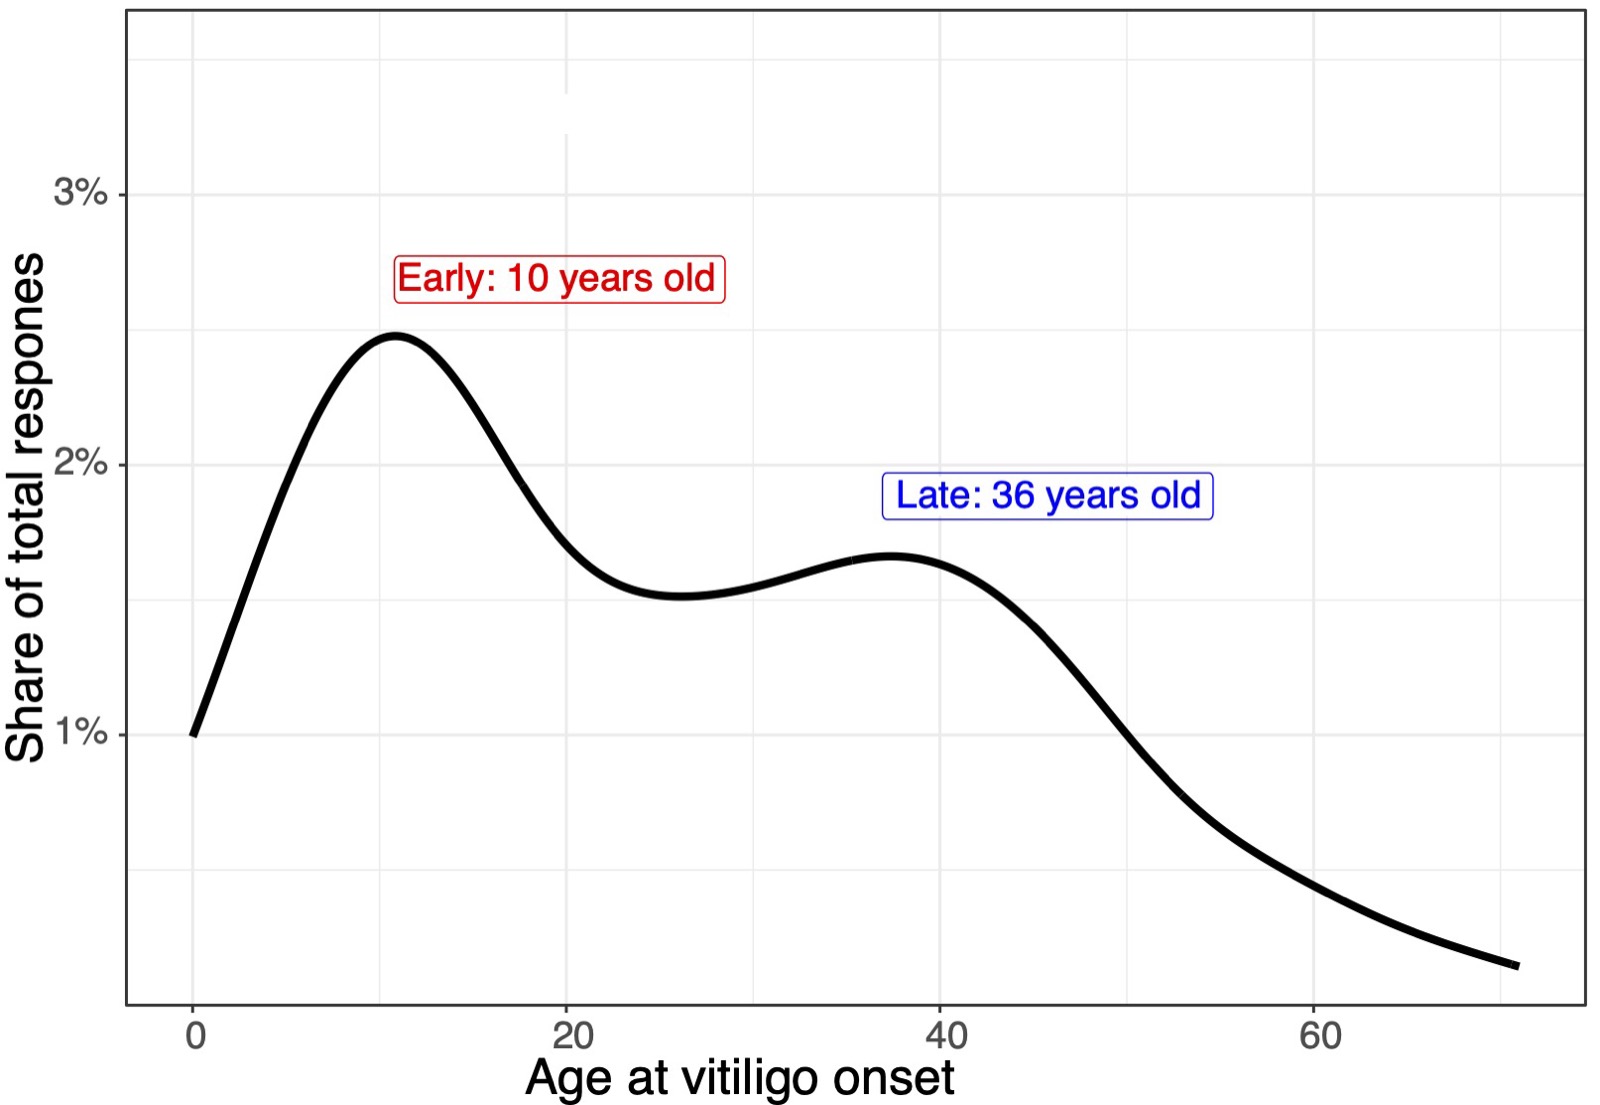 Share of total respones
3%
2%
1%
Early: 10 years old
Late: 36 years old
0 20 40 60
Age at vitiligo onset